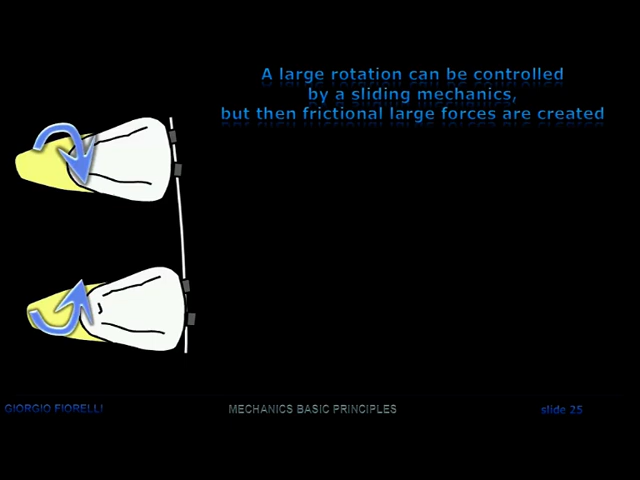 A large rotation can be controlled
by a sliding mechanics,
but then frictional large forces are created
GIORGIO FIORELLI
MECHANICS BASIC PRINCIPLES
slide 25